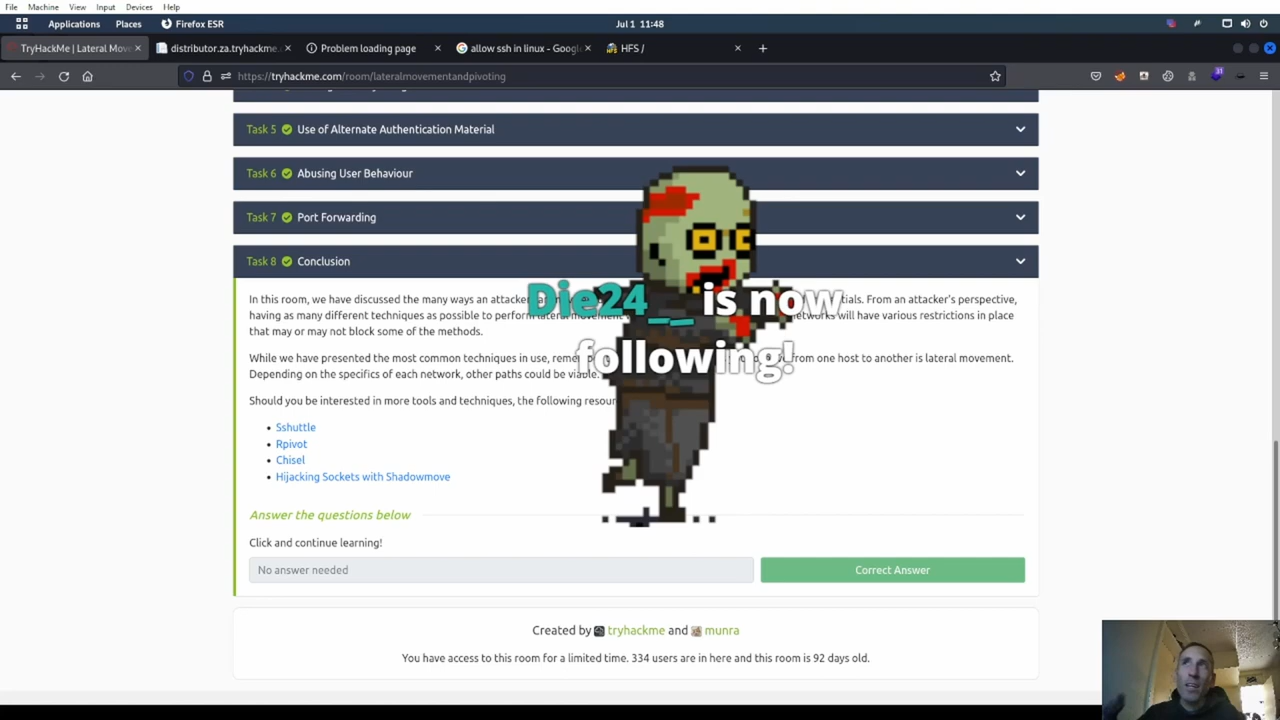 File Machine View Input Devices Help
Applications Places Firefox ESR Jul 1 11:48
TryHackMe | Lateral Move distributor.za.tryhackme. Problem loading page allow ssh in linux - Google HFS /
https://tryhackme.com/room/lateralmovementandpivoting 31
Task 5 Use of Alternate Authentication Material
Task 6 Abusing User Behaviour
Task 7 Port Forwarding
Task 8 Conclusion
Die24__ is now
following!
In this room, we have discussed the many ways an attacker can tials. From an attacker's perspective,
having as many different techniques as possible to perform lateral movement networks will have various restrictions in place
that may or may not block some of the methods.
While we have presented the most common techniques in use, from one host to another is lateral movement.
Depending on the specifics of each network, other paths could be viable.
Should you be interested in more tools and techniques, the following resour
• Sshuttle
• Rpivot
• Chisel
• Hijacking Sockets with Shadowmove
Answer the questions below
Click and continue learning!
No answer needed Correct Answer
Created by tryhackme and munra
You have access to this room for a limited time. 334 users are in here and this room is 92 days old.